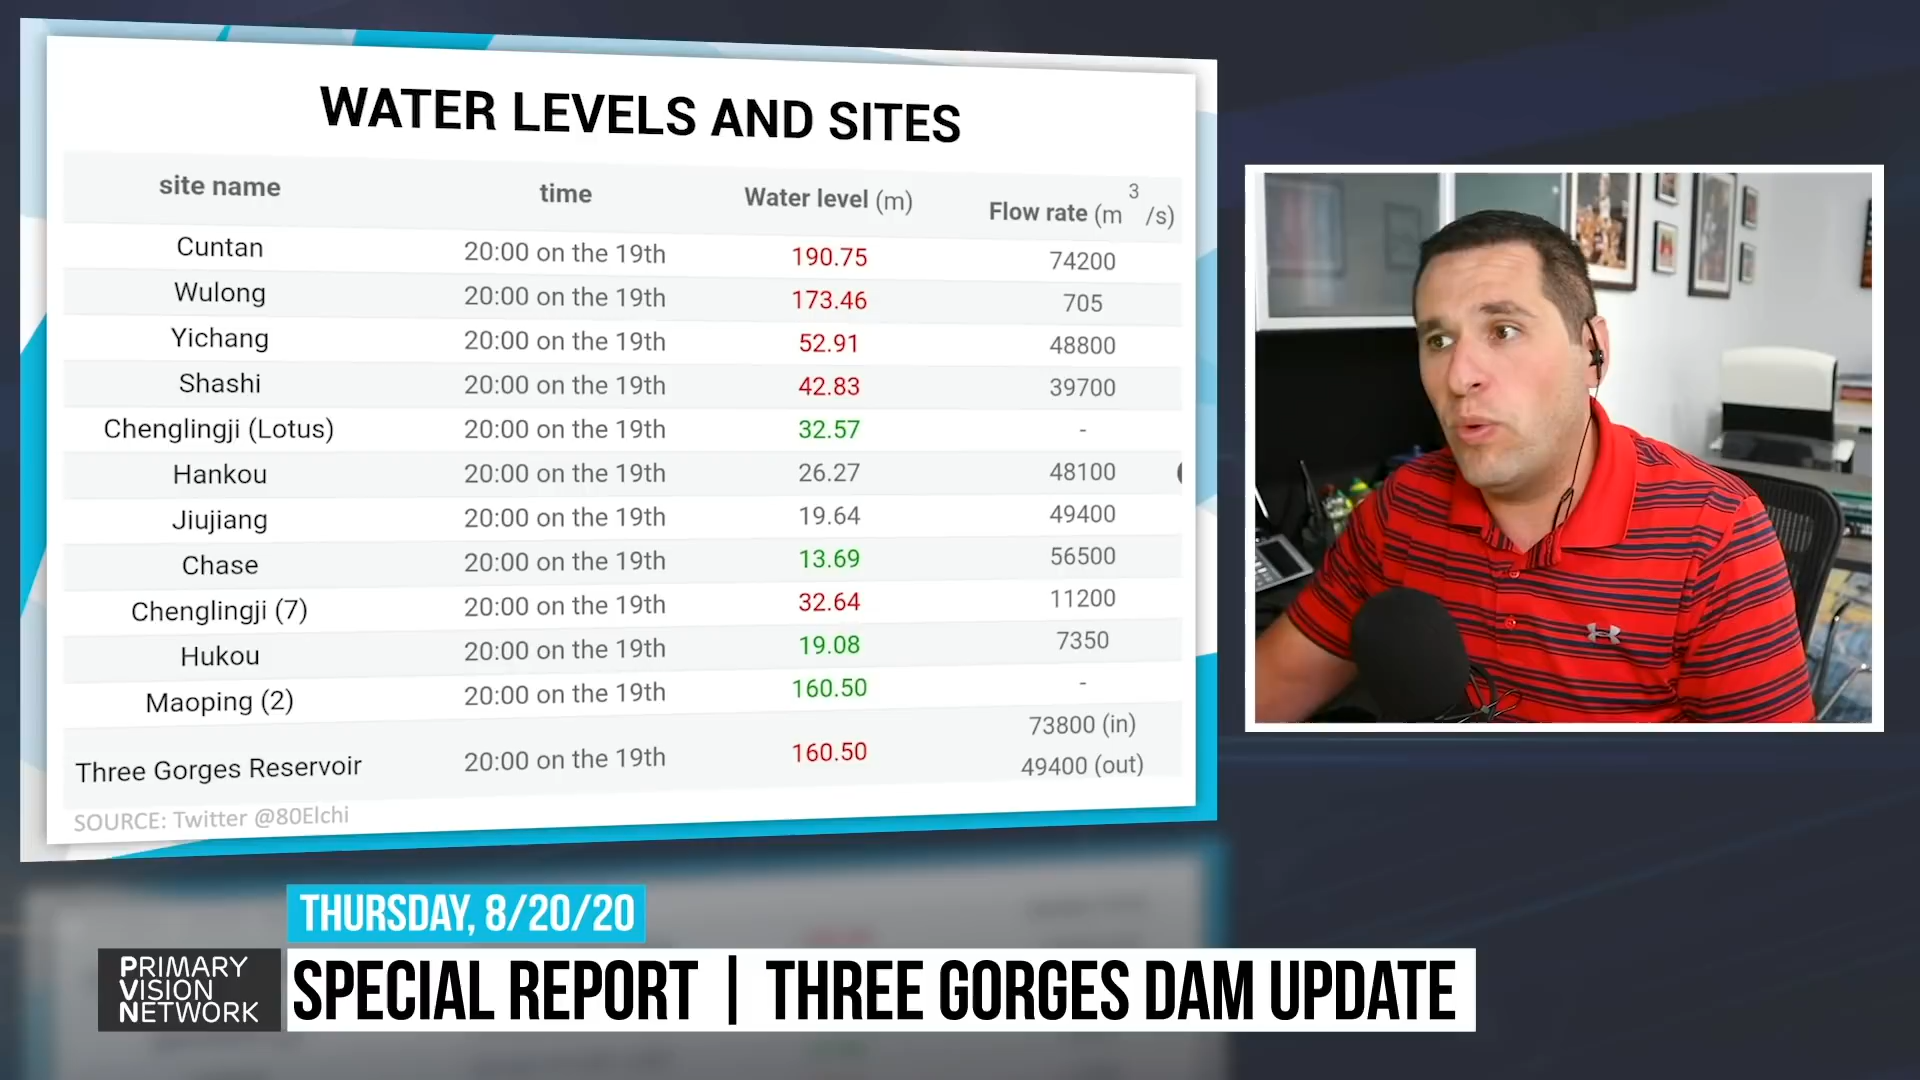 WATER LEVELS AND SITES
site name time Water level (m) Flow rate (m³/s)
Cuntan 20:00 on the 19th 190.75 74200
Wulong 20:00 on the 19th 173.46 705
Yichang 20:00 on the 19th 52.91 48800
Shashi 20:00 on the 19th 42.83 39700
Chenglingji (Lotus) 20:00 on the 19th 32.57 -
Hankou 20:00 on the 19th 26.27 48100
Jiujiang 20:00 on the 19th 19.64 49400
Chase 20:00 on the 19th 13.69 56500
Chenglingji (7) 20:00 on the 19th 32.64 11200
Hukou 20:00 on the 19th 19.08 7350
Maoping (2) 20:00 on the 19th 160.50 -
Three Gorges Reservoir 20:00 on the 19th 160.50 73800 (in)
49400 (out)
SOURCE: Twitter @80Elchi
THURSDAY, 8/20/20
PRIMARY
VISION
NETWORK
SPECIAL REPORT | THREE GORGES DAM UPDATE